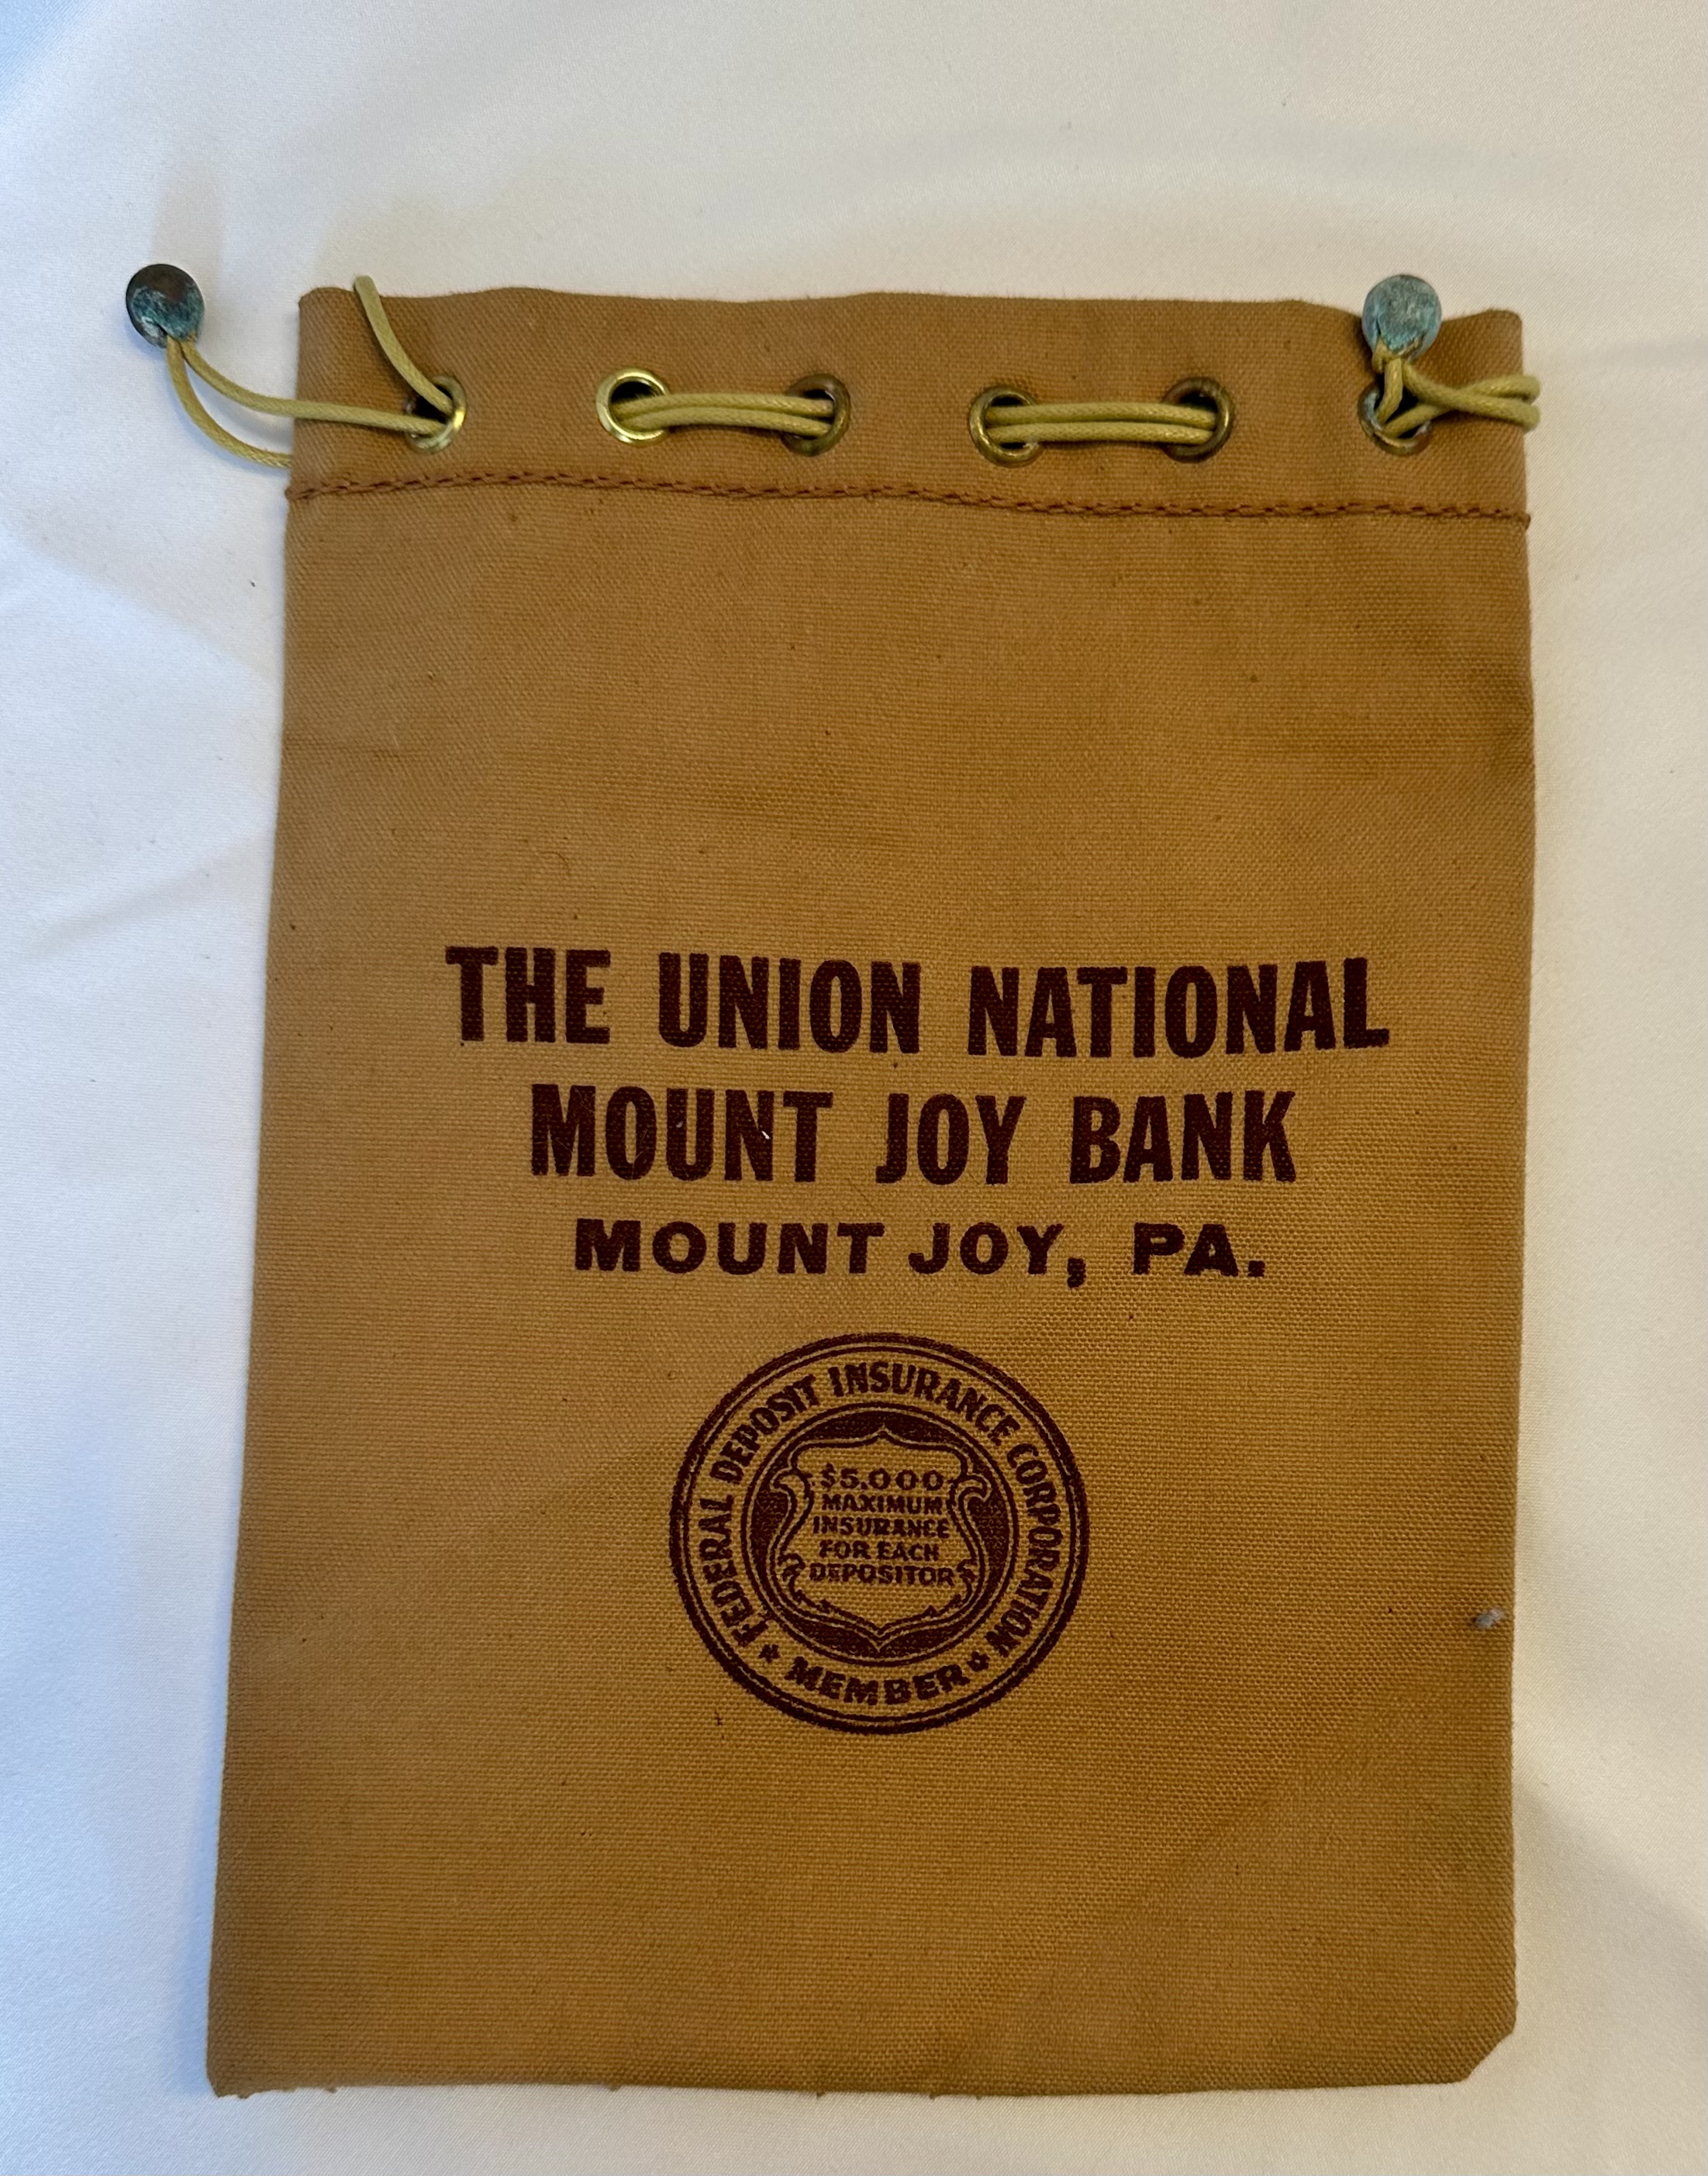 THE UNION NATIONAL
MOUNT JOY BANK
MOUNT JOY, PA.
FEDERAL DEPOSIT INSURANCE CORPORATION
$5,000
MAXIMUM
INSURANCE
FOR EACH
DEPOSITOR
★ MEMBER ★